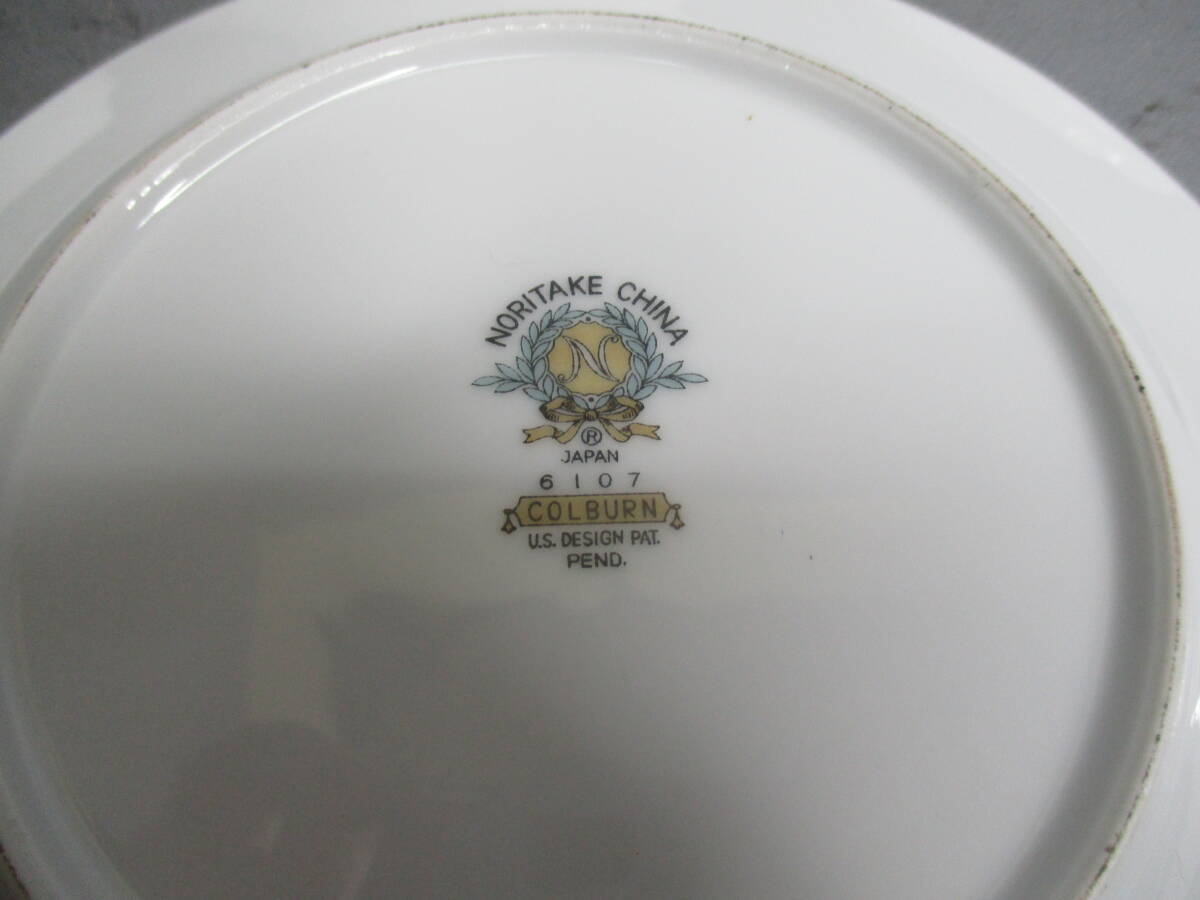 NORITAKE CHINA
N
®
JAPAN
6107
COLBURN
U.S. DESIGN PAT.
PEND.